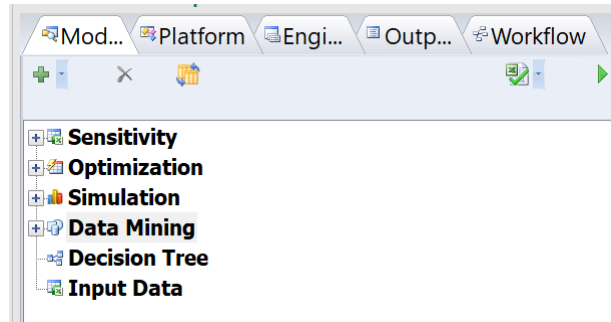 Mod... Platform Engi... Outp... Workflow
Sensitivity
Optimization
Simulation
Data Mining
Decision Tree
Input Data